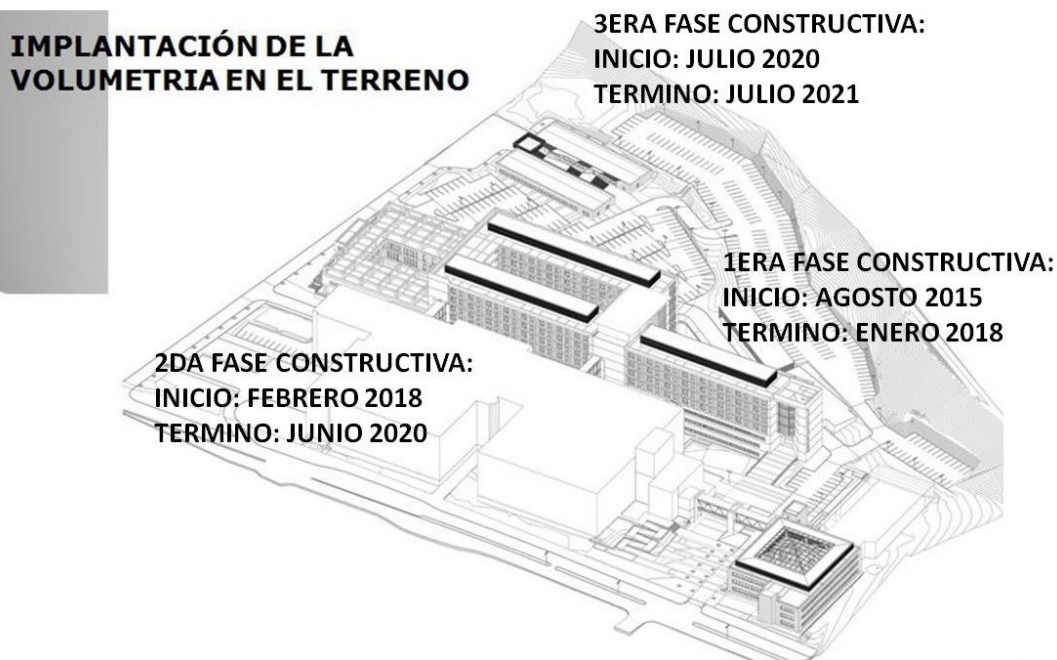 IMPLANTACIÓN DE LA
VOLUMETRIA EN EL TERRENO
3ERA FASE CONSTRUCTIVA:
INICIO: JULIO 2020
TERMINO: JULIO 2021
1ERA FASE CONSTRUCTIVA:
INICIO: AGOSTO 2015
TERMINO: ENERO 2018
2DA FASE CONSTRUCTIVA:
INICIO: FEBRERO 2018
TERMINO: JUNIO 2020